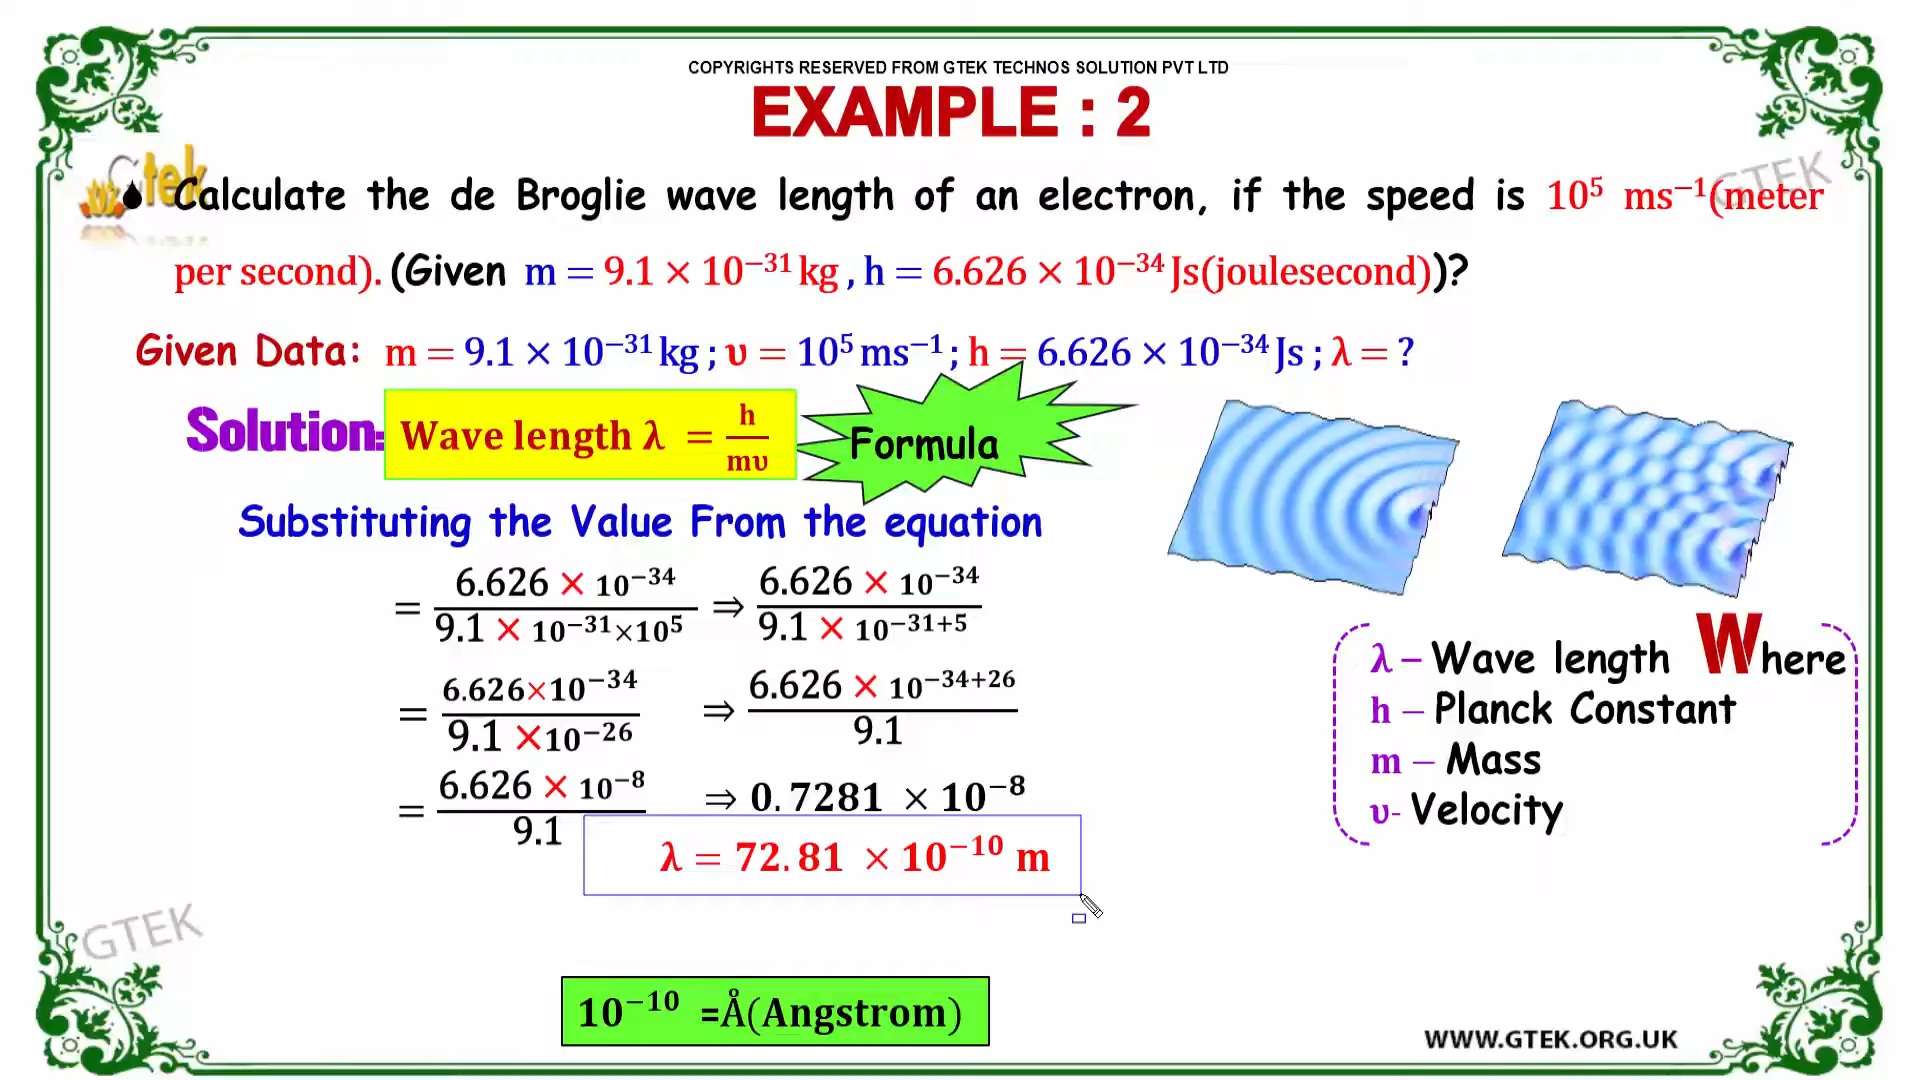 COPYRIGHTS RESERVED FROM GTEK TECHNOS SOLUTION PVT LTD
EXAMPLE : 2
Gtek
GTEK
Calculate the de Broglie wave length of an electron, if the speed is 10⁵ ms⁻¹(meter
per second). (Given m = 9.1 × 10⁻³¹ kg , h = 6.626 × 10⁻³⁴ Js(joulesecond))?
Given Data: m = 9.1 × 10⁻³¹ kg ; υ = 10⁵ ms⁻¹ ; h = 6.626 × 10⁻³⁴ Js ; λ = ?
Solution: Wave length λ = h/mυ
Formula
Substituting the Value From the equation
= 6.626 × 10⁻³⁴ / 9.1 × 10⁻³¹×10⁵ ⇒ 6.626 × 10⁻³⁴ / 9.1 × 10⁻³¹⁺⁵
= 6.626×10⁻³⁴ / 9.1 ×10⁻²⁶ ⇒ 6.626 × 10⁻³⁴⁺²⁶ / 9.1
= 6.626 × 10⁻⁸ / 9.1 ⇒ 0.7281 × 10⁻⁸
λ = 72.81 × 10⁻¹⁰ m
Where
λ – Wave length
h – Planck Constant
m – Mass
υ- Velocity
GTEK
10⁻¹⁰ =Å(Angstrom)
WWW.GTEK.ORG.UK